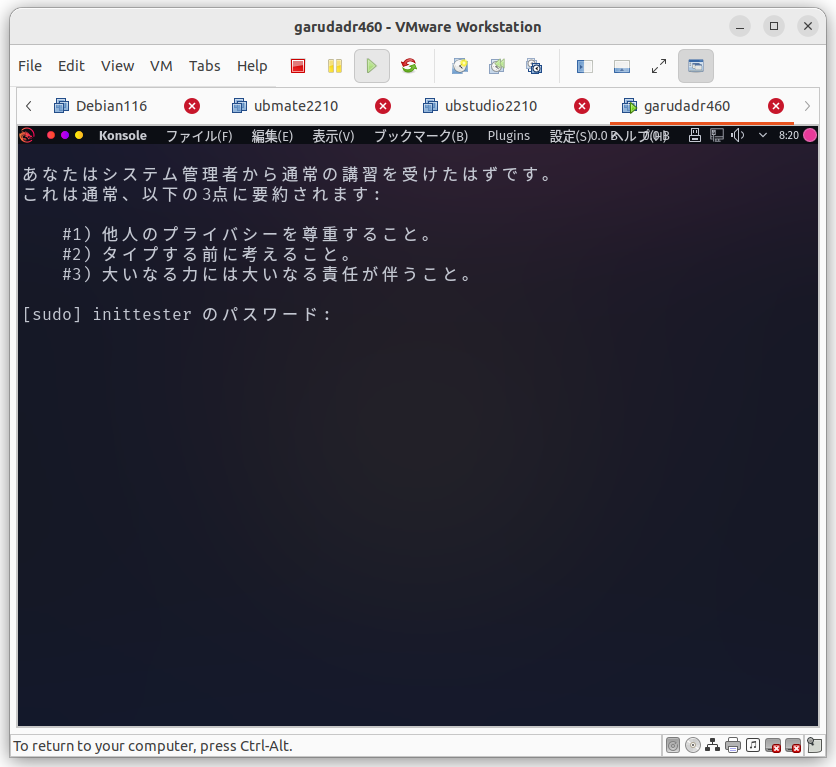 garudadr460 - VMware Workstation
File Edit View VM Tabs Help
Debian116 ubmate2210 ubstudio2210 garudadr460
Konsole ファイル(F) 編集(E) 表示(V) ブックマーク(B) Plugins 設定(S) ヘルプ(H) 8:20
あなたはシステム管理者から通常の講習を受けたはずです。
これは通常、以下の3点に要約されます:
#1) 他人のプライバシーを尊重すること。
#2) タイプする前に考えること。
#3) 大いなる力には大いなる責任が伴うこと。
[sudo] inittester のパスワード:
To return to your computer, press Ctrl-Alt.